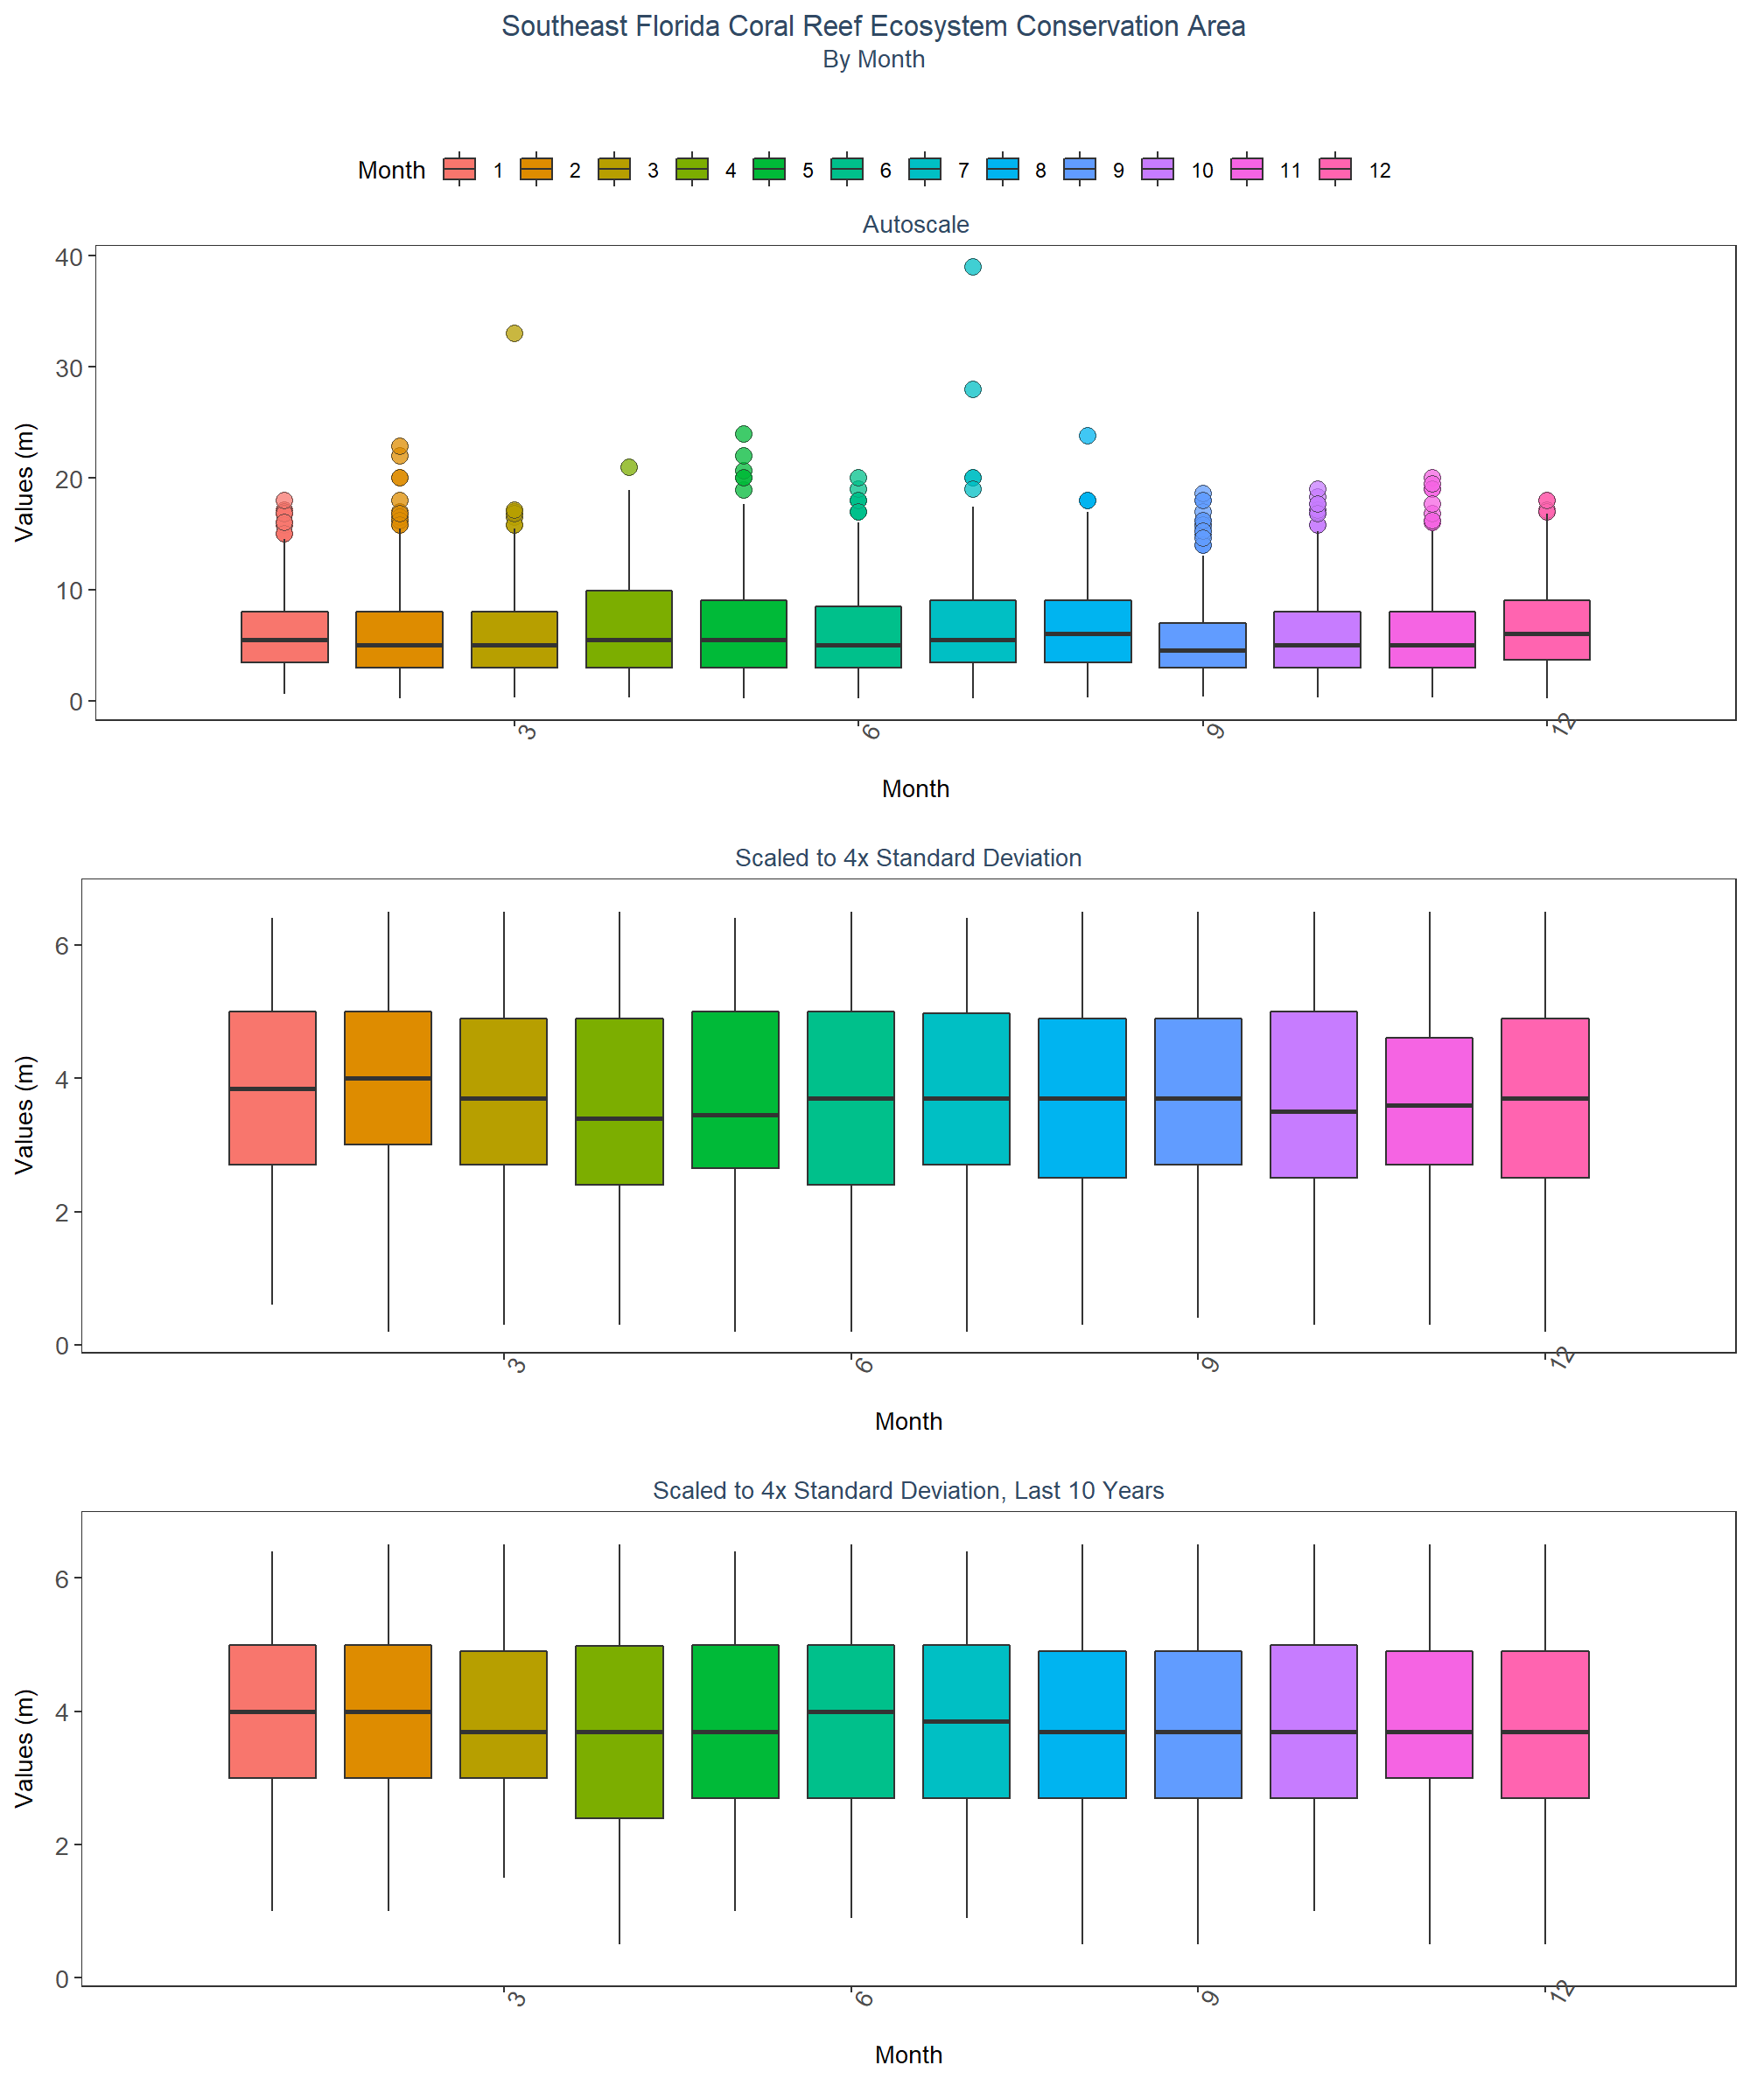 Southeast Florida Coral Reef Ecosystem Conservation Area
By Month
Month 1 2 3 4 5 6 7 8 9 10 11 12
Autoscale
Values (m)
40
30
20
10
0
3 6 9 12
Month
Scaled to 4x Standard Deviation
Values (m)
6
4
2
0
3 6 9 12
Month
Scaled to 4x Standard Deviation, Last 10 Years
Values (m)
6
4
2
0
3 6 9 12
Month